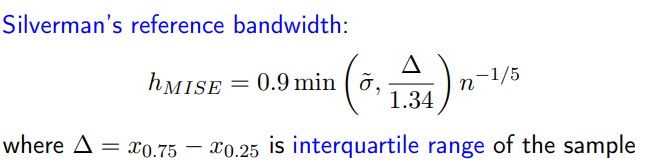 Silverman's reference bandwidth:
h_{MISE} = 0.9 min ( σ̃, Δ/1.34 ) n^{-1/5}
where Δ = x_{0.75} − x_{0.25} is interquartile range of the sample